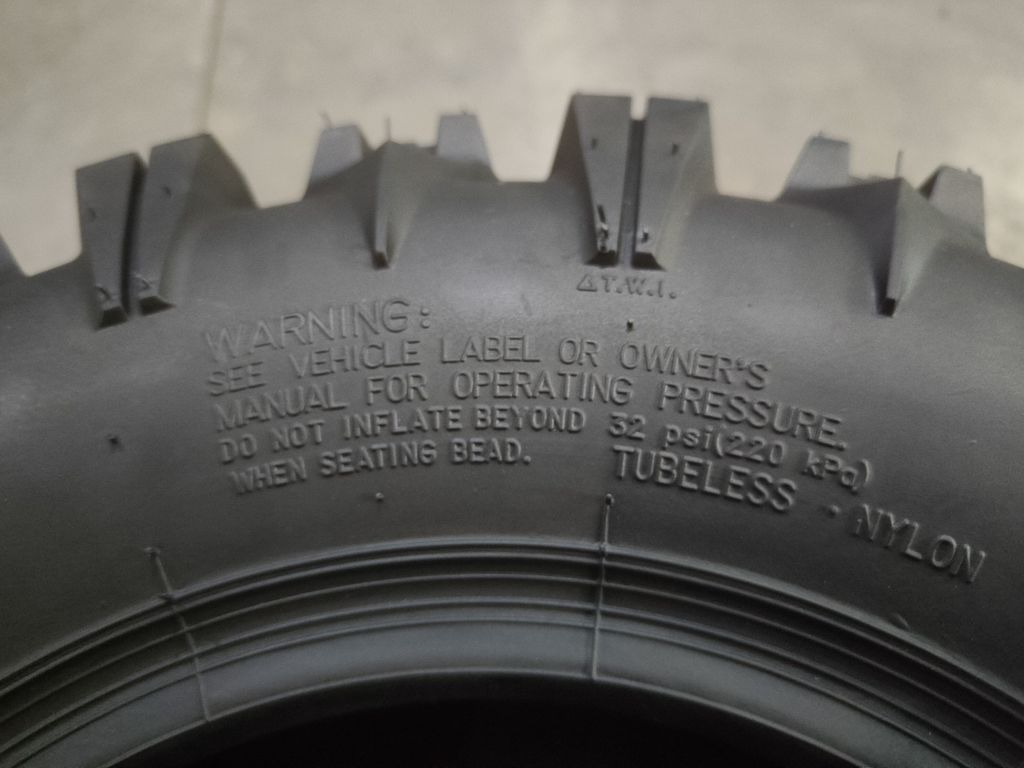 △T.W.I.
WARNING:
SEE VEHICLE LABEL OR OWNER'S
MANUAL FOR OPERATING PRESSURE.
DO NOT INFLATE BEYOND 32 psi(220 kPa)
WHEN SEATING BEAD.
TUBELESS · NYLON